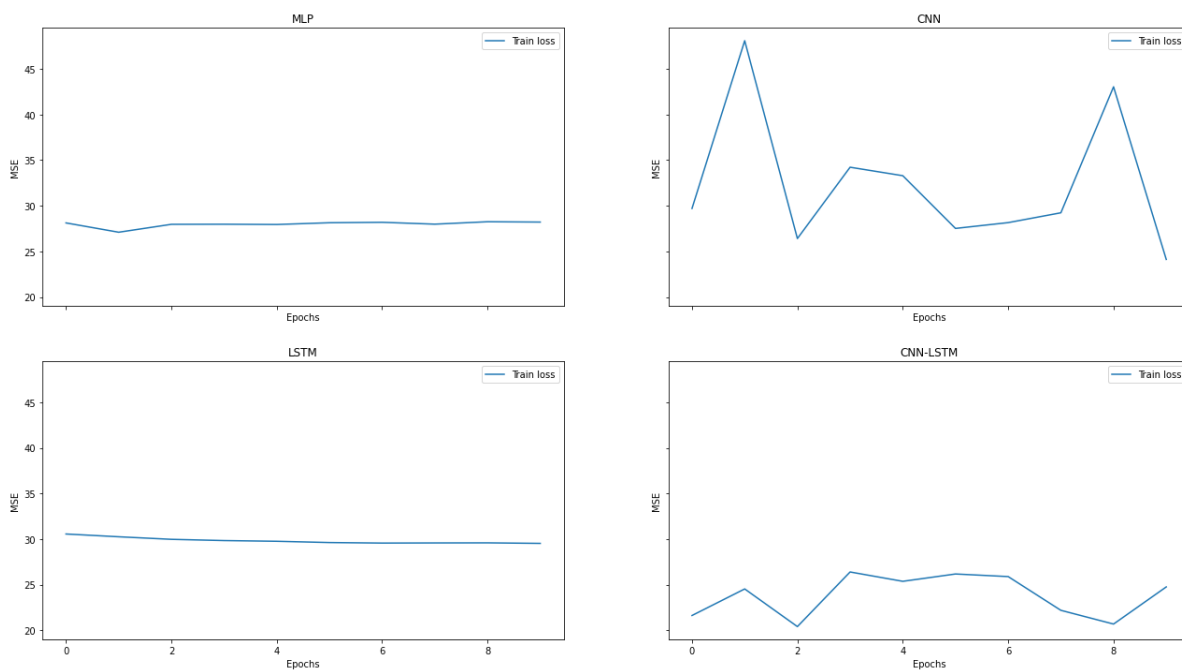 MLP
Train loss
45
40
35
30
25
20
MSE
Epochs
CNN
Train loss
MSE
Epochs
LSTM
Train loss
45
40
35
30
25
20
MSE
0 2 4 6 8
Epochs
CNN-LSTM
Train loss
MSE
0 2 4 6 8
Epochs